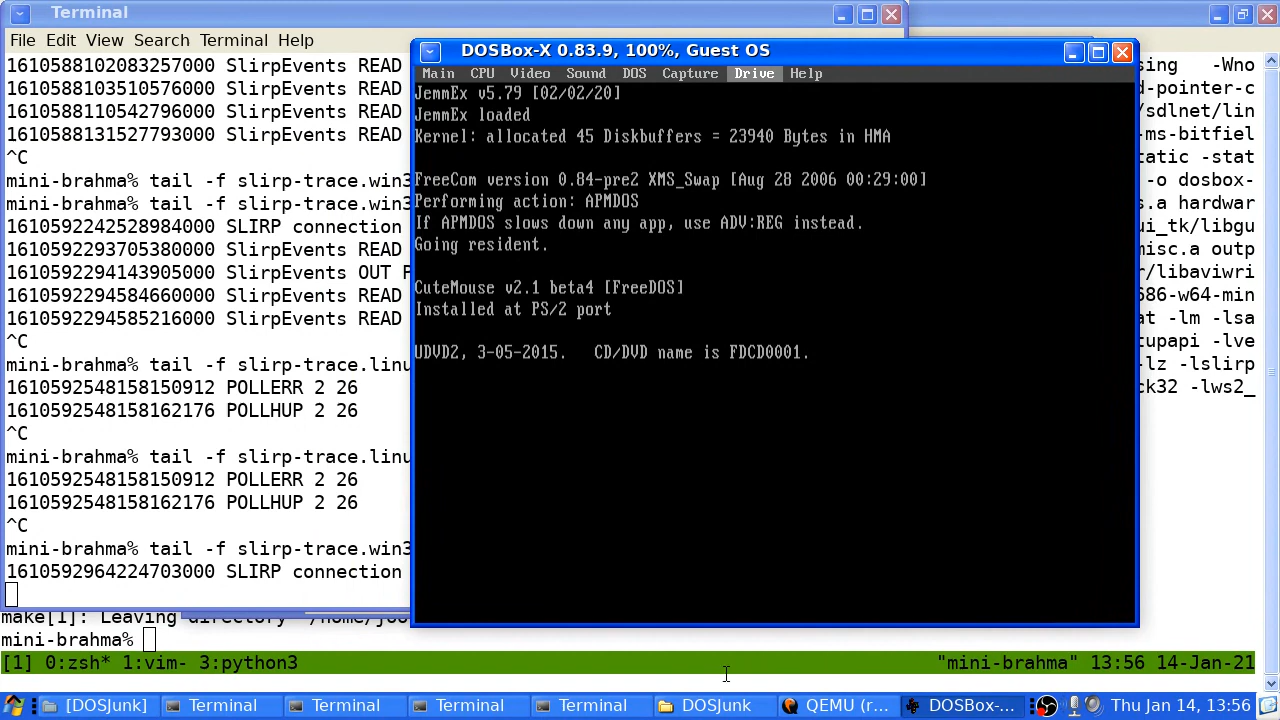 Terminal
File Edit View Search Terminal Help
1610588102083257000 SlirpEvents READ
1610588103510576000 SlirpEvents READ
1610588110542796000 SlirpEvents READ
1610588131527793000 SlirpEvents READ
^C
mini-brahma% tail -f slirp-trace.win3
mini-brahma% tail -f slirp-trace.win3
1610592242528984000 SLIRP connection
1610592293705380000 SlirpEvents READ
1610592294143905000 SlirpEvents OUT P
1610592294584660000 SlirpEvents READ
1610592294585216000 SlirpEvents READ
^C
mini-brahma% tail -f slirp-trace.linu
1610592548158150912 POLLERR 2 26
1610592548158162176 POLLHUP 2 26
^C
mini-brahma% tail -f slirp-trace.linu
1610592548158150912 POLLERR 2 26
1610592548158162176 POLLHUP 2 26
^C
mini-brahma% tail -f slirp-trace.win3
1610592964224703000 SLIRP connection
DOSBox-X 0.83.9, 100%, Guest OS
Main CPU Video Sound DOS Capture Drive Help
JemmEx v5.79 [02/02/20]
JemmEx loaded
Kernel: allocated 45 Diskbuffers = 23940 Bytes in HMA
FreeCom version 0.84-pre2 XMS_Swap [Aug 28 2006 00:29:00]
Performing action: APMDOS
If APMDOS slows down any app, use ADV:REG instead.
Going resident.
CuteMouse v2.1 beta4 [FreeDOS]
Installed at PS/2 port
UDVD2, 3-05-2015. CD/DVD name is FDCD0001.
sing -Wno
d-pointer-c
/sdlnet/lin
-ms-bitfiel
tatic -stat
-o dosbox-
s.a hardwar
ui_tk/libgu
misc.a outp
r/libaviwri
686-w64-min
at -lm -lsa
tupapi -lve
-lz -lslirp
ck32 -lws2_
make[1]: Leaving directory
mini-brahma%
[1] 0:zsh* 1:vim- 3:python3 "mini-brahma" 13:56 14-Jan-21
[DOSJunk] Terminal Terminal Terminal Terminal DOSJunk QEMU (r... DOSBox-... Thu Jan 14, 13:56